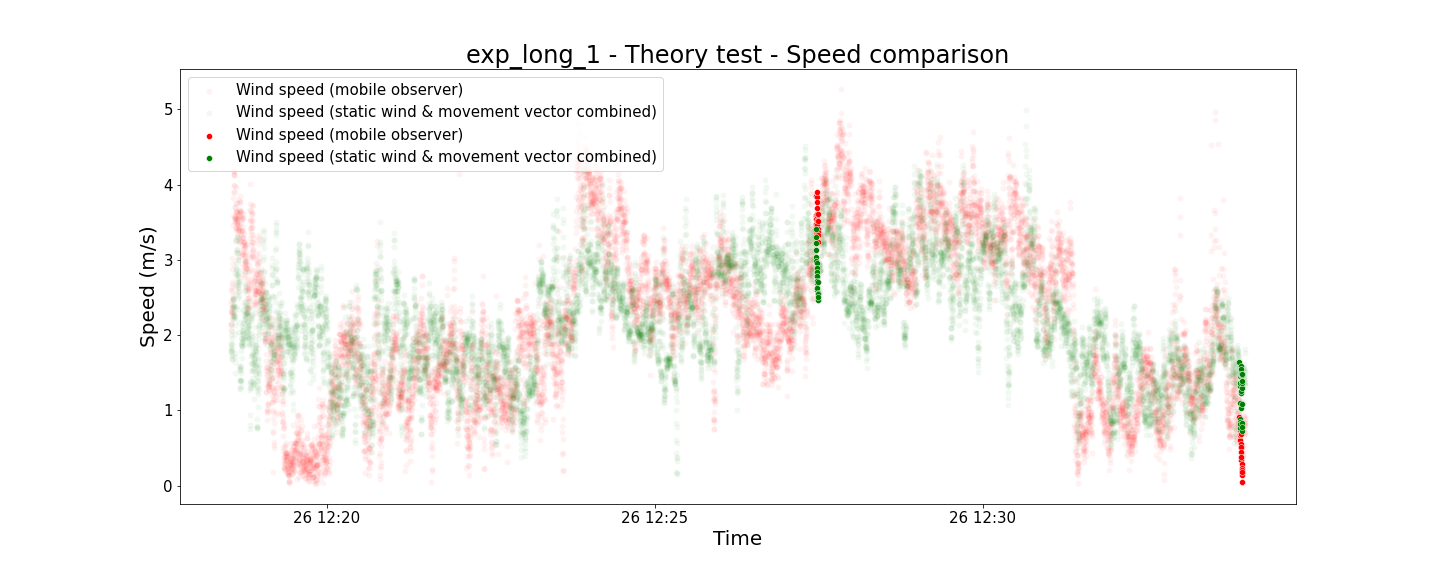 exp_long_1 - Theory test - Speed comparison
Wind speed (mobile observer)
Wind speed (static wind & movement vector combined)
Wind speed (mobile observer)
Wind speed (static wind & movement vector combined)
Speed (m/s)
5
4
3
2
1
0
26 12:20
26 12:25
26 12:30
Time